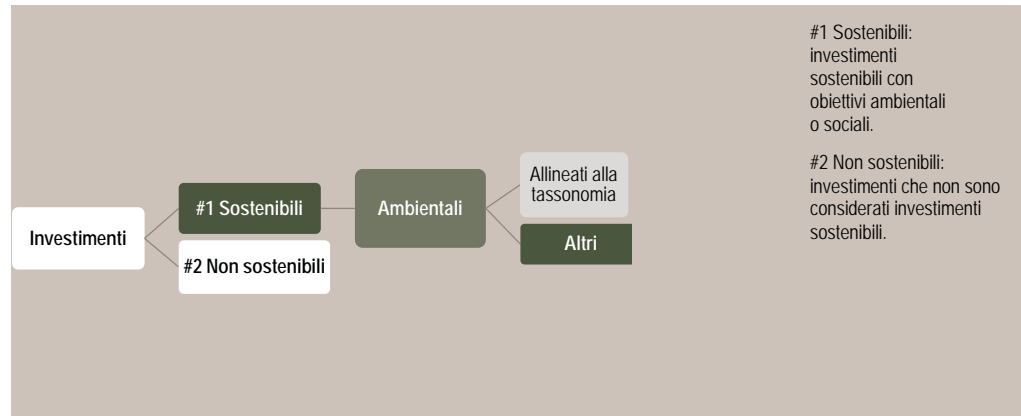 Investimenti
#1 Sostenibili
#2 Non sostenibili
Ambientali
Allineati alla
tassonomia
Altri
#1 Sostenibili:
investimenti
sostenibili con
obiettivi ambientali
o sociali.
#2 Non sostenibili:
investimenti che non sono
considerati investimenti
sostenibili.